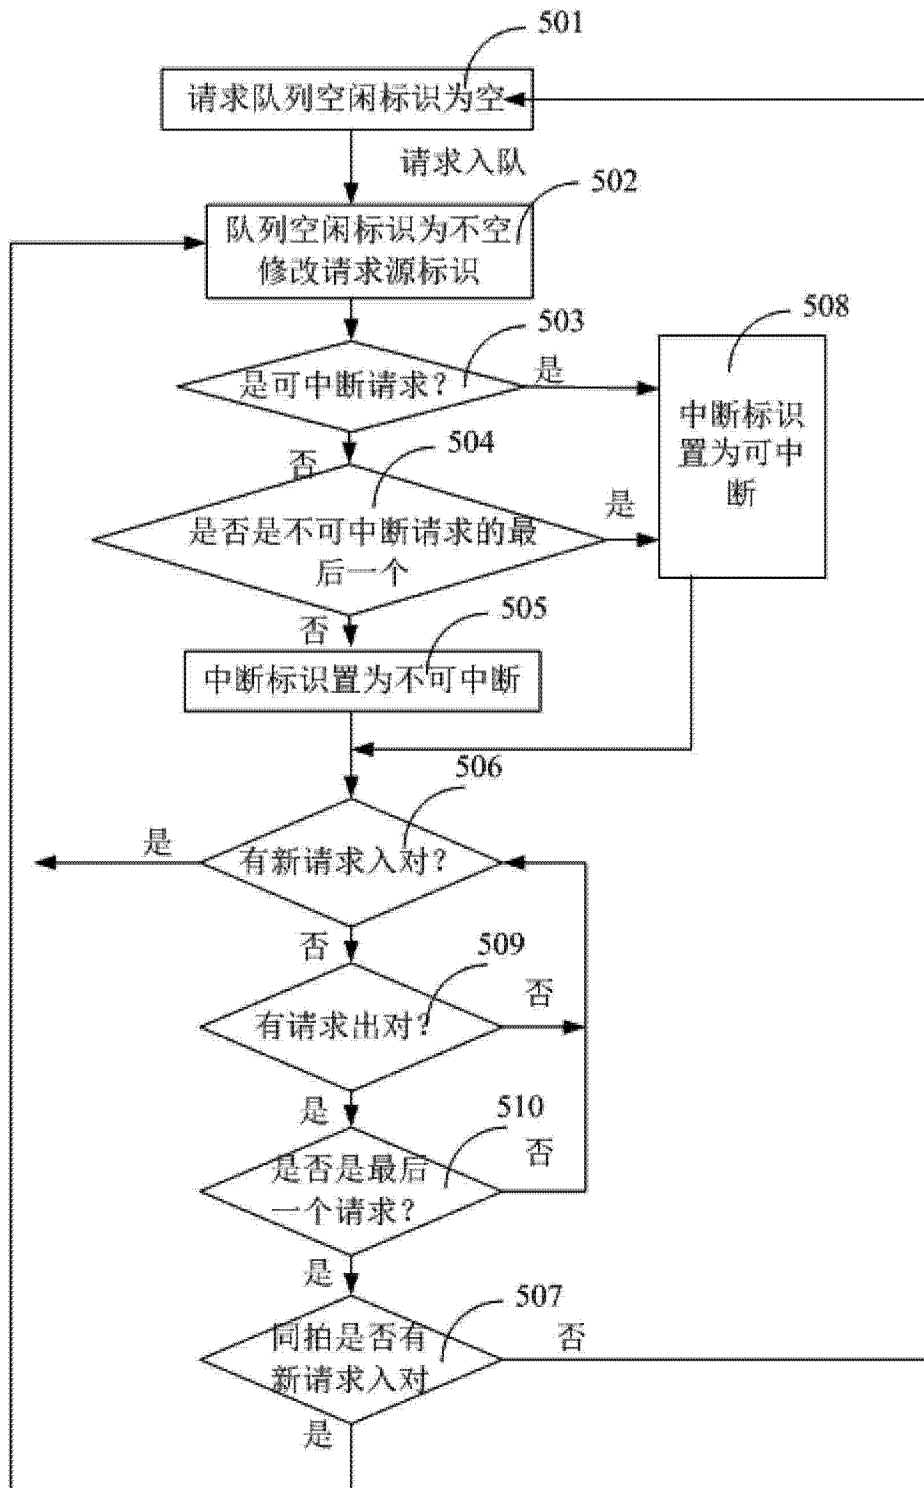 501
请求队列空闲标识为空
请求入队
502
队列空闲标识为不空
修改请求源标识
503
508
是可中断请求？
是
中断标识
置为可中
断
否
504
是否是不可中断请求的最
后一个
是
否
505
中断标识置为不可中断
506
是
有新请求入对？
否
509
有请求出对？
否
是
510
是否是最后
一个请求？
否
是
507
同拍是否有
新请求入对
否
是